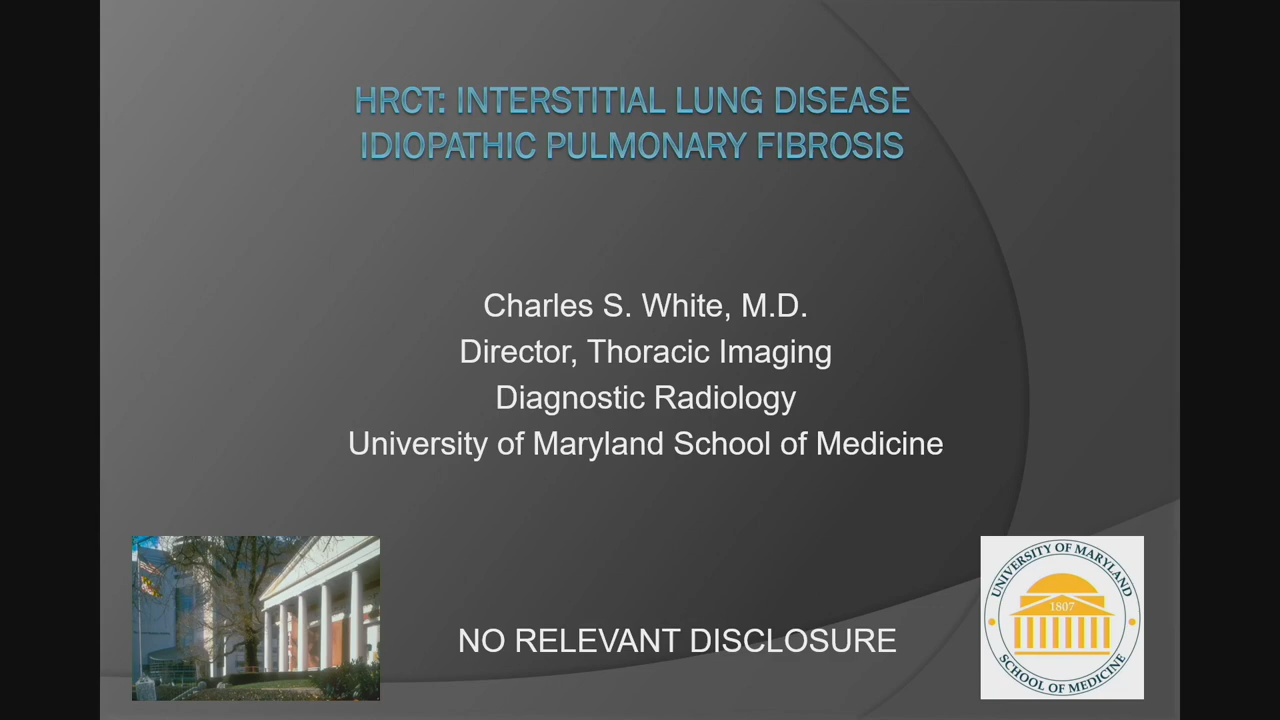 HRCT: INTERSTITIAL LUNG DISEASE
IDIOPATHIC PULMONARY FIBROSIS
Charles S. White, M.D.
Director, Thoracic Imaging
Diagnostic Radiology
University of Maryland School of Medicine
NO RELEVANT DISCLOSURE
UNIVERSITY OF MARYLAND
1807
SCHOOL OF MEDICINE